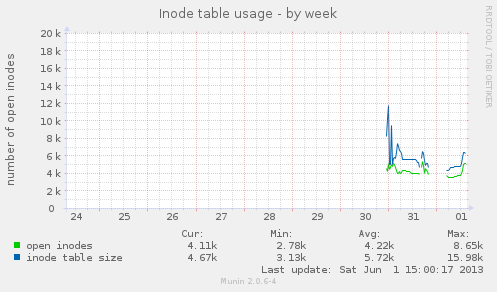 Inode table usage - by week
RRDTOOL / TOBI OETIKER
number of open inodes
20 k
18 k
16 k
14 k
12 k
10 k
8 k
6 k
4 k
2 k
0
24 25 26 27 28 29 30 31 01
Cur: Min: Avg: Max:
open inodes 4.11k 2.78k 4.22k 8.65k
inode table size 4.67k 3.13k 5.72k 15.98k
Last update: Sat Jun 1 15:00:17 2013
Munin 2.0.6-4